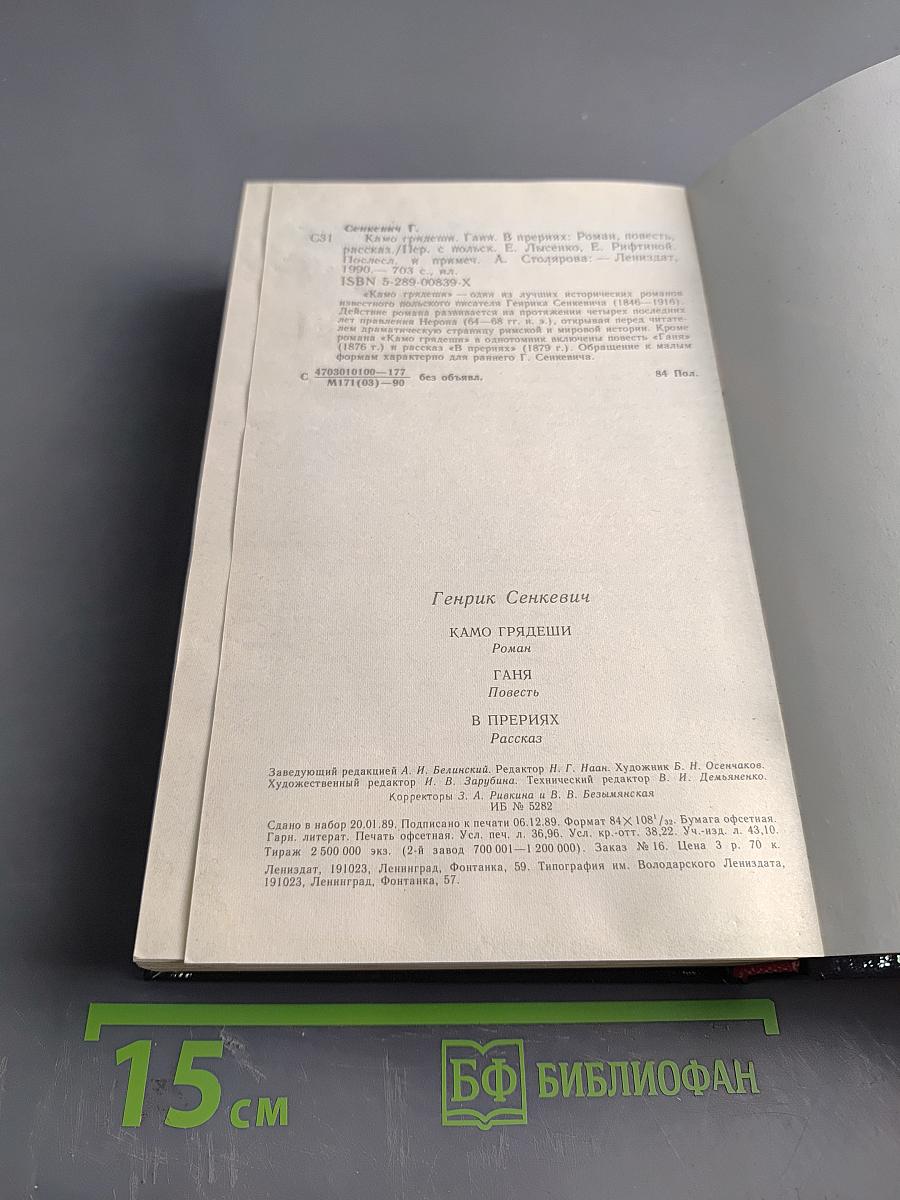 Сенкевич Г.
С31 Камо грядеши. Ганя. В прериях: Роман, повесть,
рассказ./Пер. с польск. Е. Лысенко, Е. Рифтиной.
Послесл. и примеч. А. Столярова: — Лениздат,
1990.— 703 с., ил.
ISBN 5-289-00839-X
«Камо грядеши» — один из лучших исторических романов
известного польского писателя Генрика Сенкевича (1846—1916).
Действие романа развивается на протяжении четырех последних
лет правления Нерона (64—68 гг. н. э.), открывая перед читате-
лем драматическую страницу римской и мировой истории. Кроме
романа «Камо грядеши» в однотомник включены повесть «Ганя»
(1876 г.) и рассказ «В прериях» (1879 г.). Обращение к малым
формам характерно для раннего Г. Сенкевича.
С 4703010100—177 без объявл. 84 Пол.
М171(03)—90
Генрик Сенкевич
КАМО ГРЯДЕШИ
Роман
ГАНЯ
Повесть
В ПРЕРИЯХ
Рассказ
Заведующий редакцией А. И. Белинский. Редактор Н. Г. Наан. Художник Б. Н. Осенчаков.
Художественный редактор И. В. Зарубина. Технический редактор В. И. Демьяненко.
Корректоры З. А. Ривкина и В. В. Безымянская
ИБ № 5282
Сдано в набор 20.01.89. Подписано к печати 06.12.89. Формат 84×108¹/₃₂. Бумага офсетная.
Гарн. литерат. Печать офсетная. Усл. печ. л. 36,96. Усл. кр.-отт. 38,22. Уч.-изд. л. 43,10.
Тираж 2 500 000 экз. (2-й завод 700 001—1 200 000). Заказ № 16. Цена 3 р. 70 к.
Лениздат, 191023, Ленинград, Фонтанка, 59. Типография им. Володарского Лениздата,
191023, Ленинград, Фонтанка, 57.
15 см
БФ БИБЛИОФАН